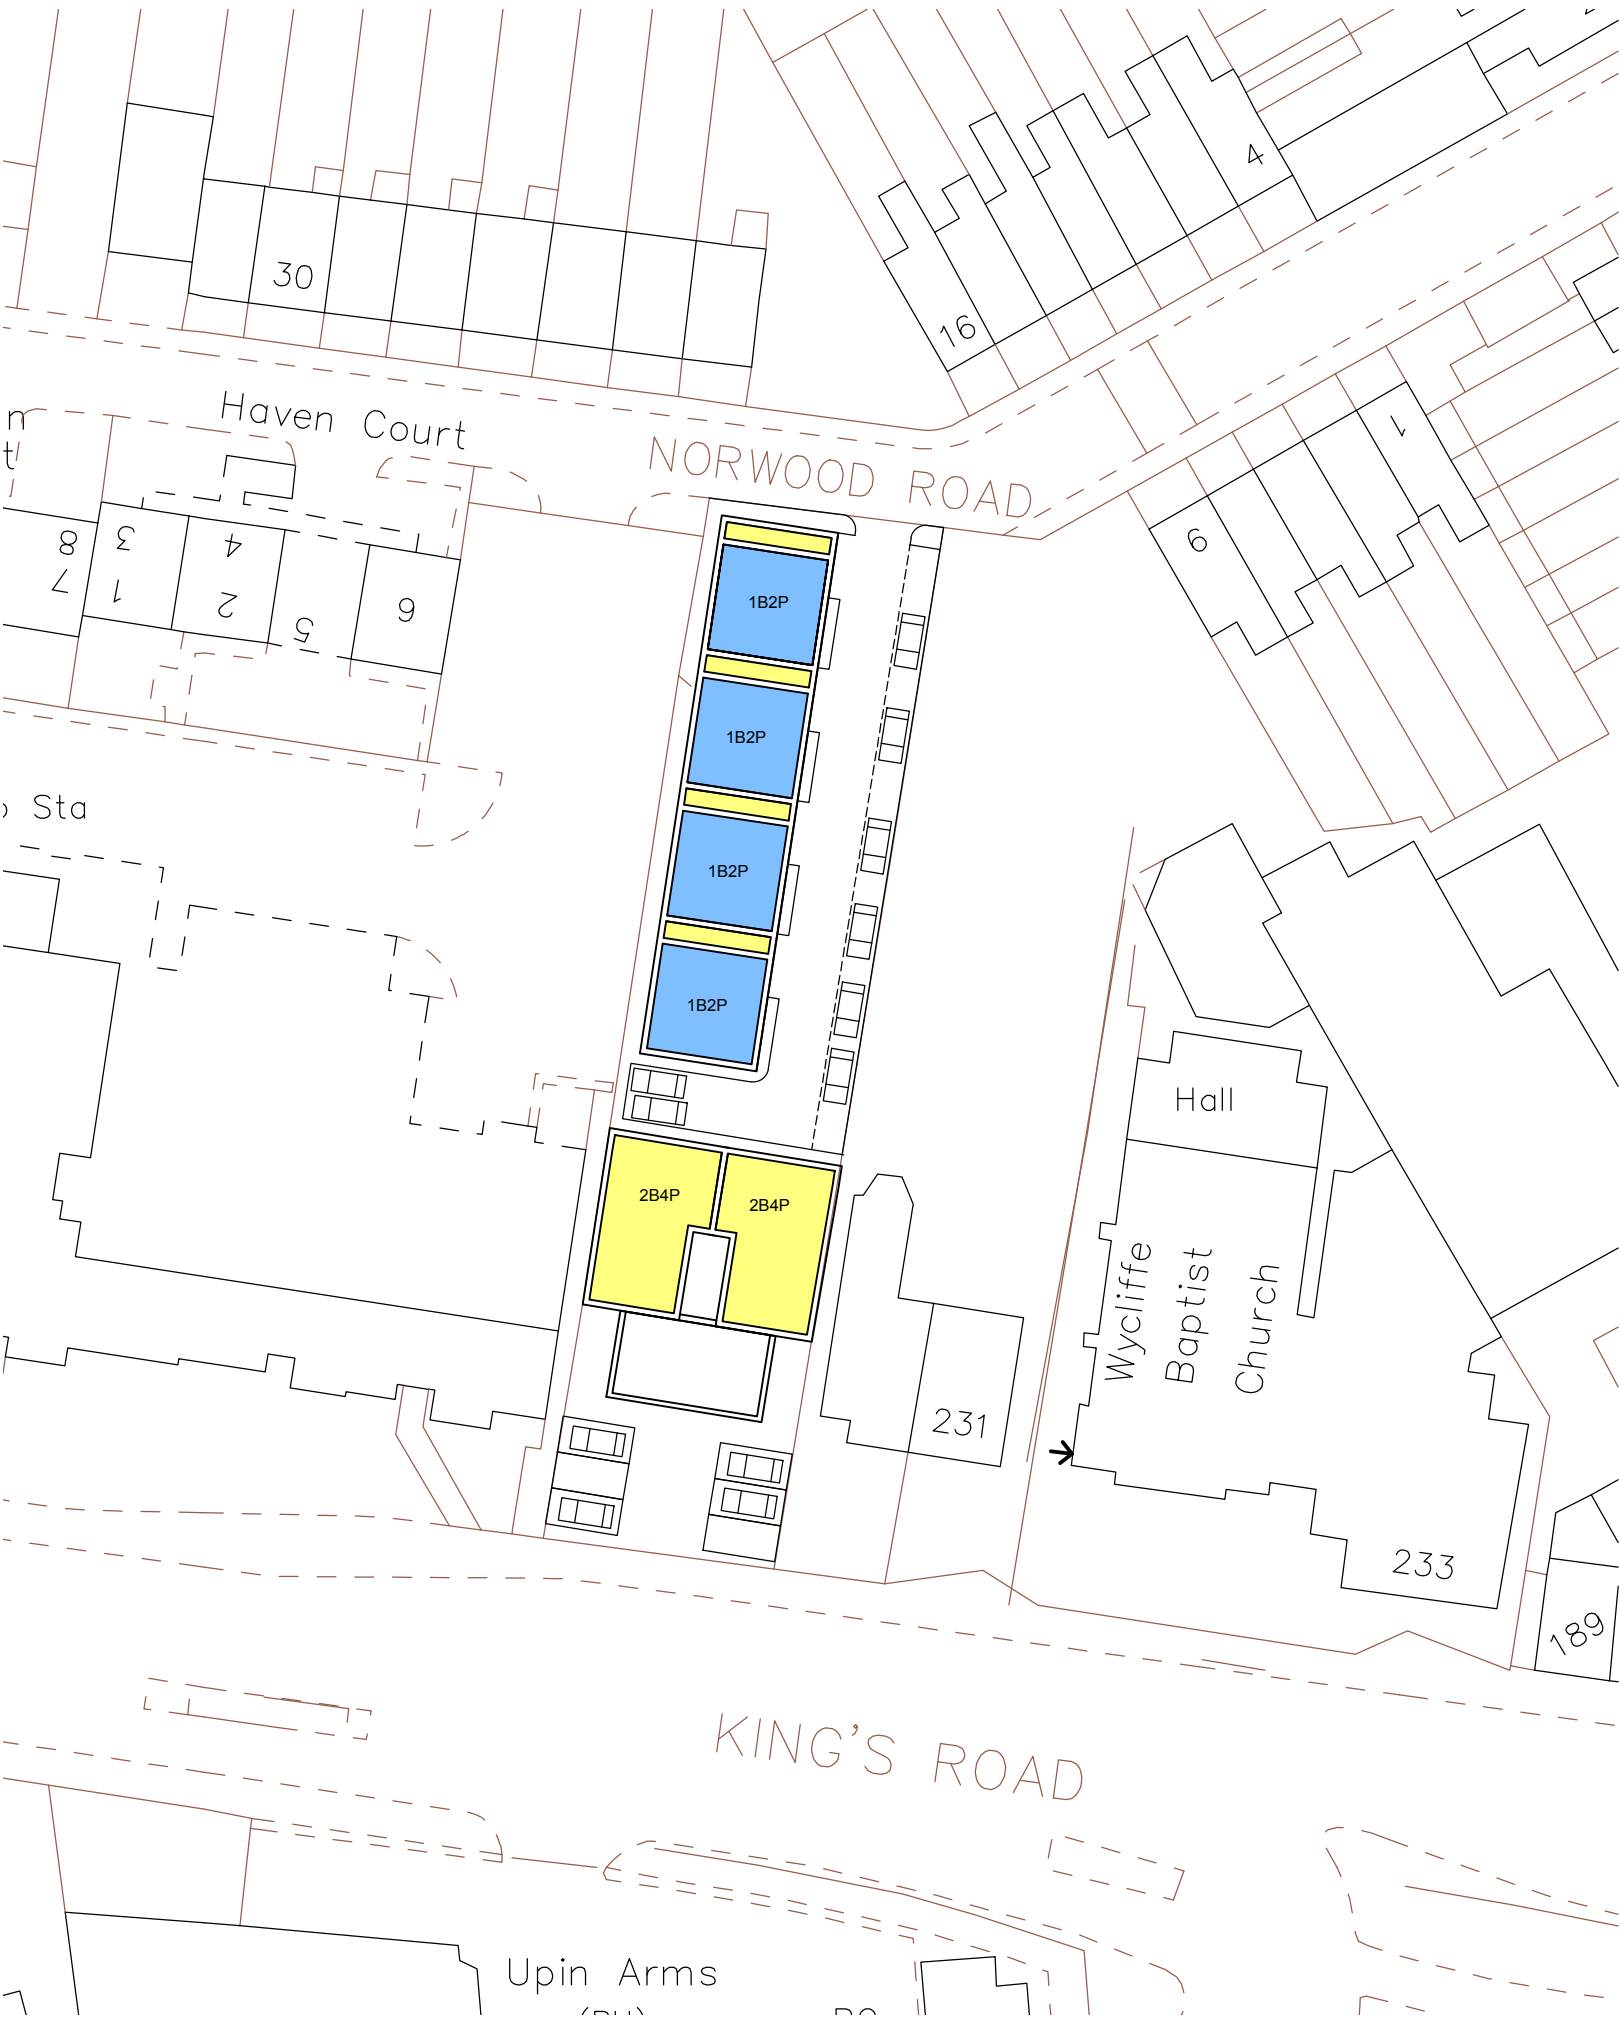 4
30
16
Haven Court
n
t
NORWOOD ROAD
1
9
8
3
4
7
1
2
5
6
1B2P
1B2P
Sta
1B2P
1B2P
Hall
2B4P
2B4P
Wycliffe
Baptist
Church
231
233
189
KING'S ROAD
Upin Arms